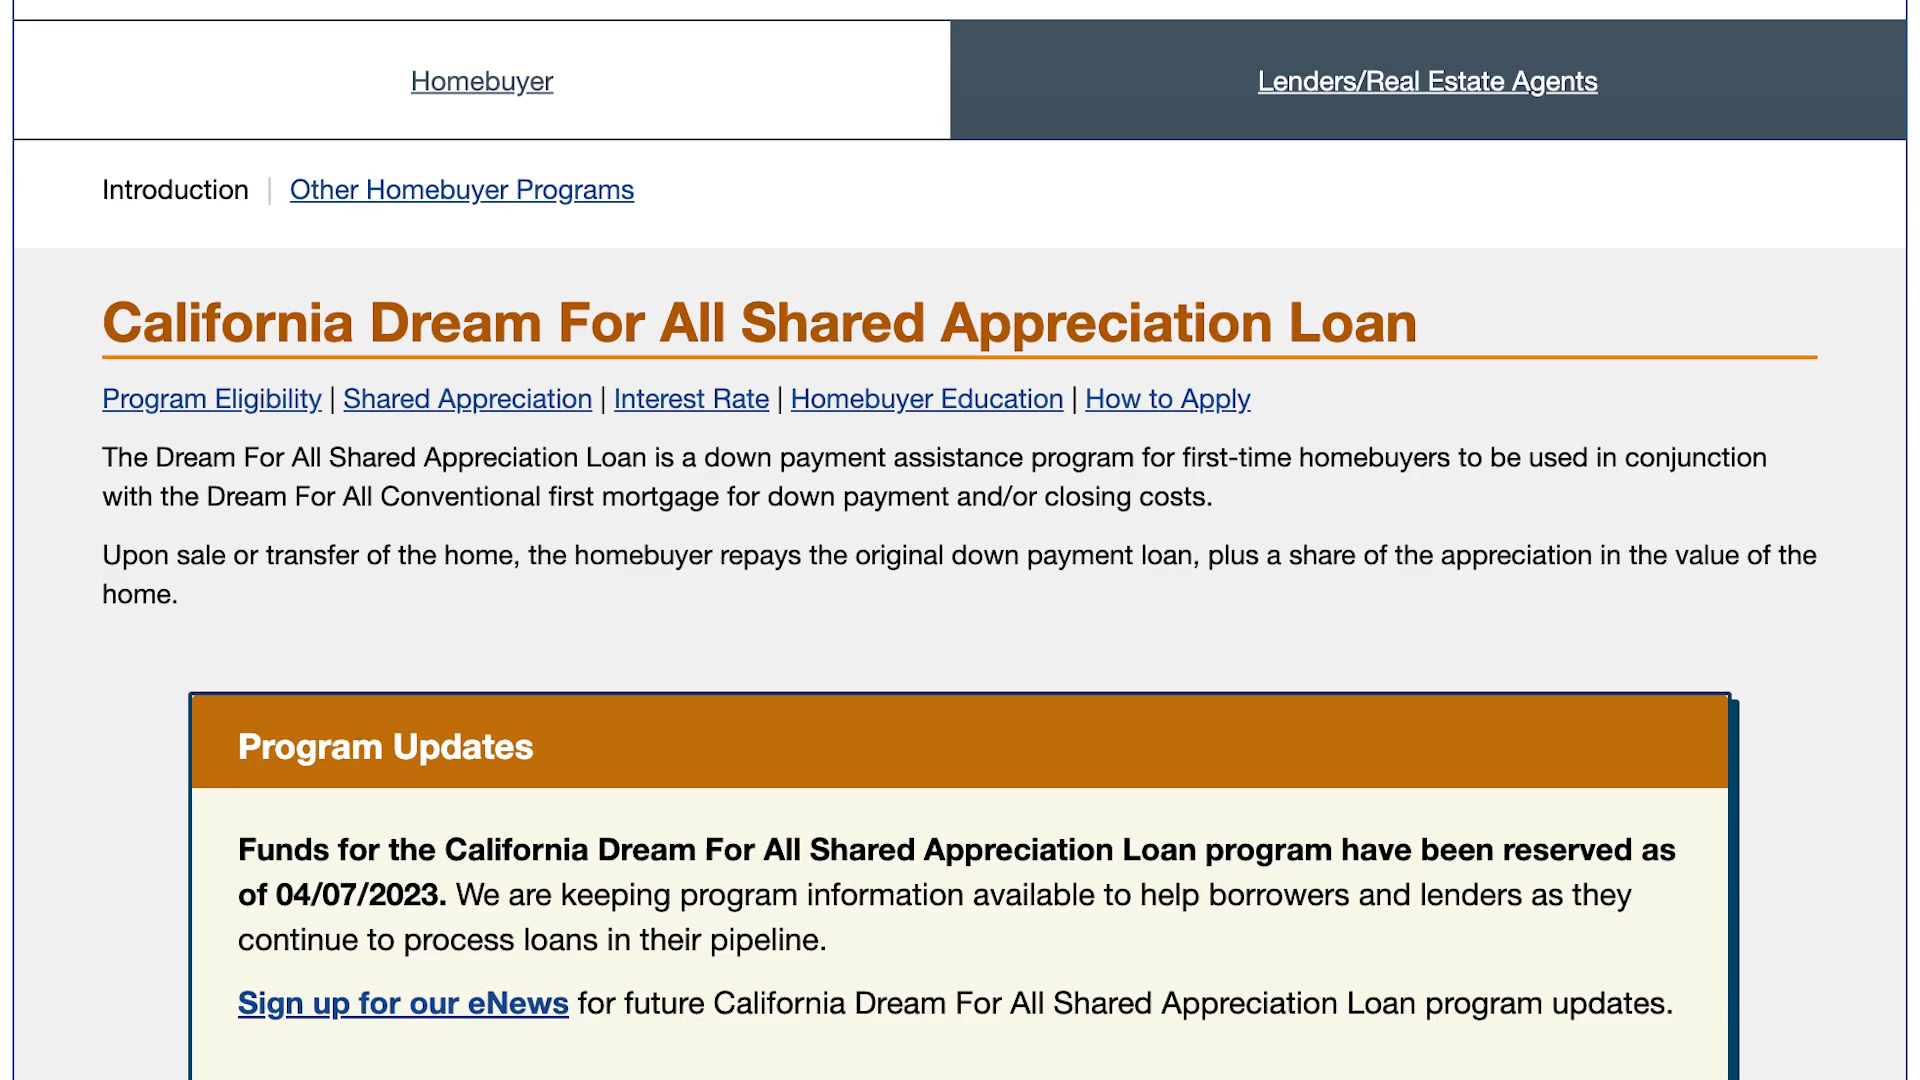 Homebuyer
Lenders/Real Estate Agents
Introduction | Other Homebuyer Programs
California Dream For All Shared Appreciation Loan
Program Eligibility | Shared Appreciation | Interest Rate | Homebuyer Education | How to Apply
The Dream For All Shared Appreciation Loan is a down payment assistance program for first-time homebuyers to be used in conjunction
with the Dream For All Conventional first mortgage for down payment and/or closing costs.
Upon sale or transfer of the home, the homebuyer repays the original down payment loan, plus a share of the appreciation in the value of the
home.
Program Updates
Funds for the California Dream For All Shared Appreciation Loan program have been reserved as
of 04/07/2023. We are keeping program information available to help borrowers and lenders as they
continue to process loans in their pipeline.
Sign up for our eNews for future California Dream For All Shared Appreciation Loan program updates.